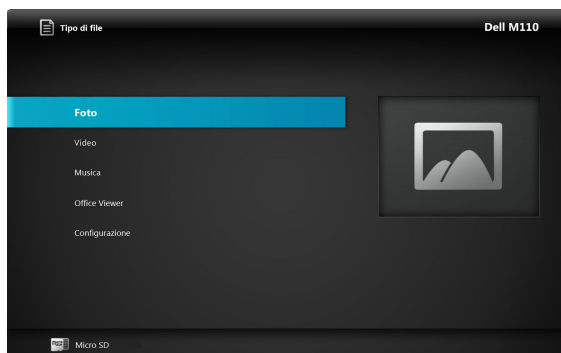 Tipo di file
Dell M110
Foto
Video
Musica
Office Viewer
Configurazione
Micro SD